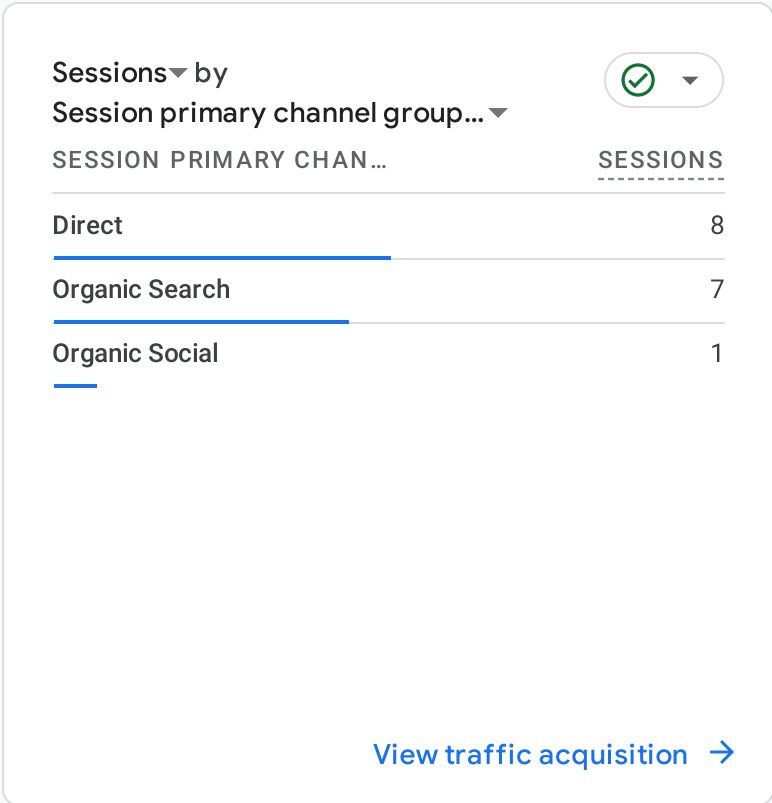 Sessions by
Session primary channel group...
SESSION PRIMARY CHAN...
SESSIONS
Direct 8
Organic Search 7
Organic Social 1
View traffic acquisition